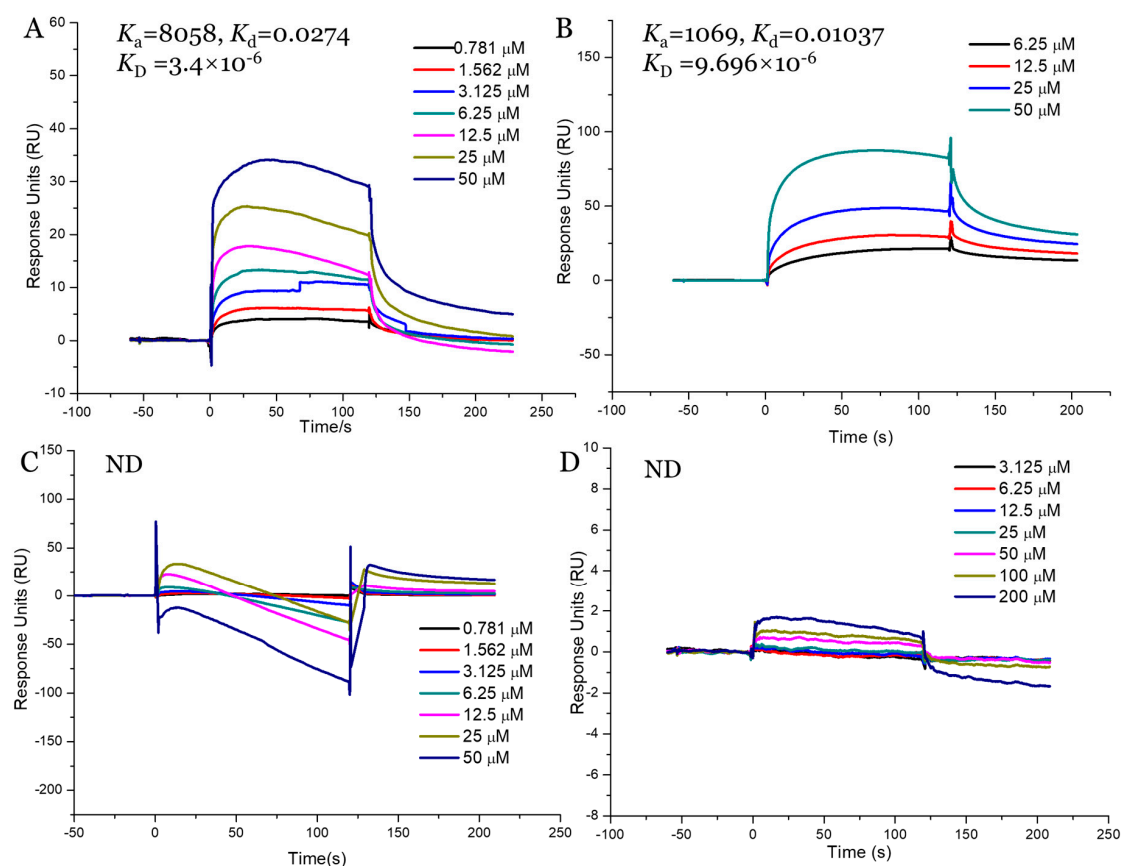 A
Ka=8058, Kd=0.0274
KD =3.4×10-6
0.781 μM
1.562 μM
3.125 μM
6.25 μM
12.5 μM
25 μM
50 μM
Response Units (RU)
60
50
40
30
20
10
0
-10
-100
-50
0
50
100
150
200
250
300
Time/s
B
Ka=1069, Kd=0.01037
KD =9.696×10-6
6.25 μM
12.5 μM
25 μM
50 μM
Response Units (RU)
150
100
50
0
-50
-100
-50
0
50
100
150
200
Time (s)
C
ND
0.781 μM
1.562 μM
3.125 μM
6.25 μM
12.5 μM
25 μM
50 μM
Response Units (RU)
150
100
50
0
-50
-100
-150
-200
-50
0
50
100
150
200
250
Time(s)
D
ND
3.125 μM
6.25 μM
12.5 μM
25 μM
50 μM
100 μM
200 μM
Response Units (RU)
10
8
6
4
2
0
-2
-4
-6
-8
-100
-50
0
50
100
150
200
250
Time (s)